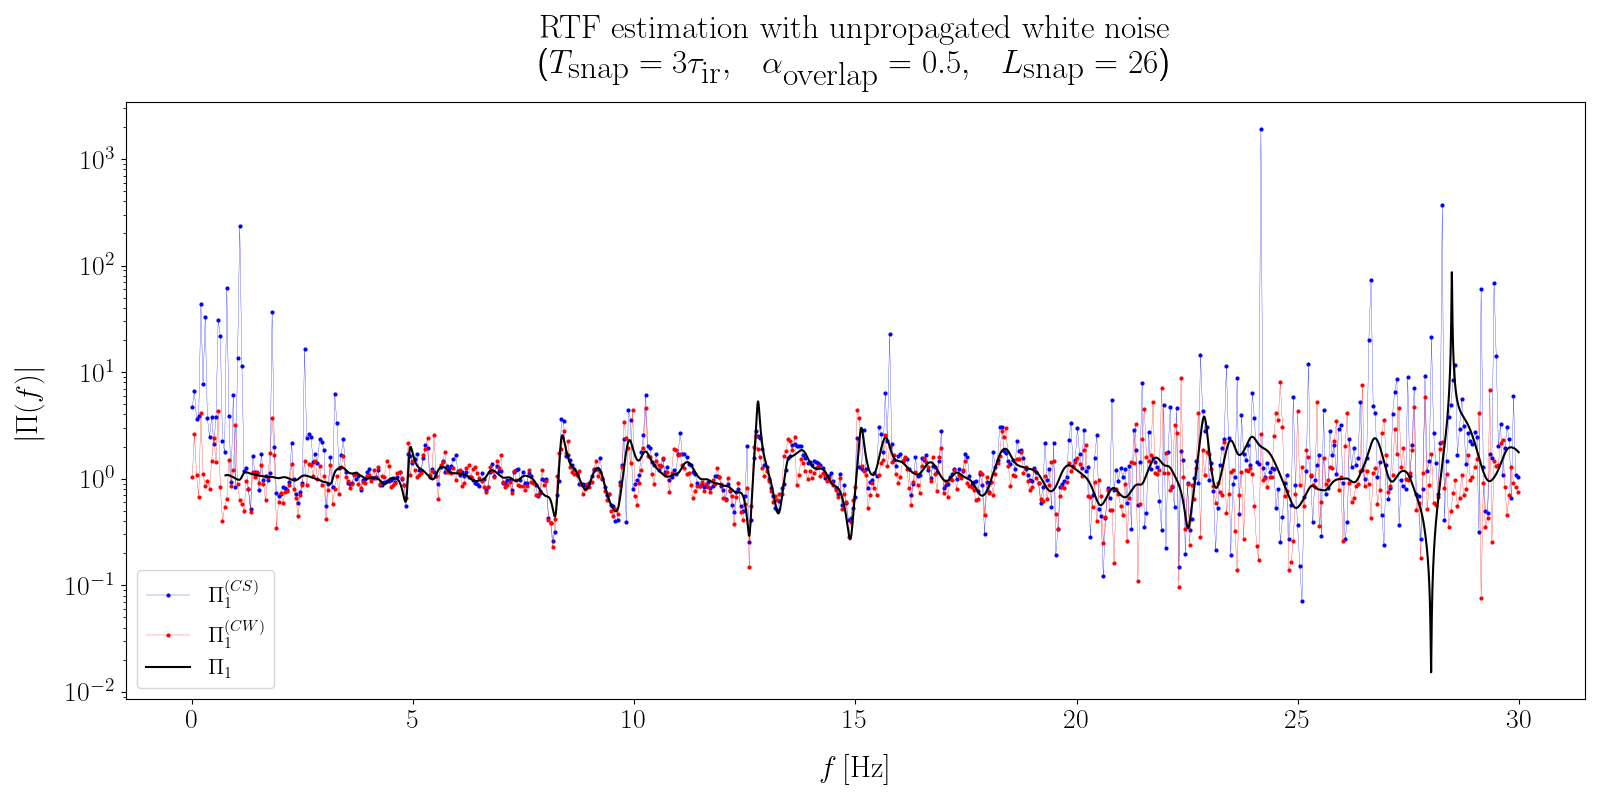 RTF estimation with unpropagated white noise
(T_snap = 3τ_ir, α_overlap = 0.5, L_snap = 26)
|Π(f)|
10^3
10^2
10^1
10^0
10^−1
10^−2
Π_1^(CS)
Π_1^(CW)
Π_1
0 5 10 15 20 25 30
f [Hz]